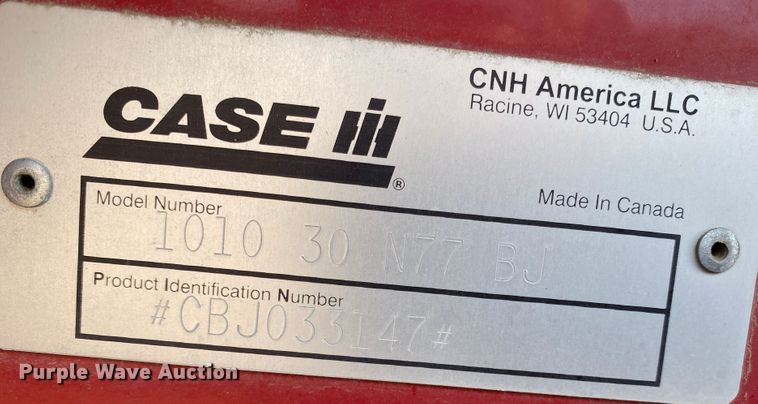 CASE IH
®
CNH America LLC
Racine, WI 53404 U.S.A.
Made In Canada
Model Number
1010 30 N77 BJ
Product Identification Number
#CBJ033147#
Purple Wave Auction